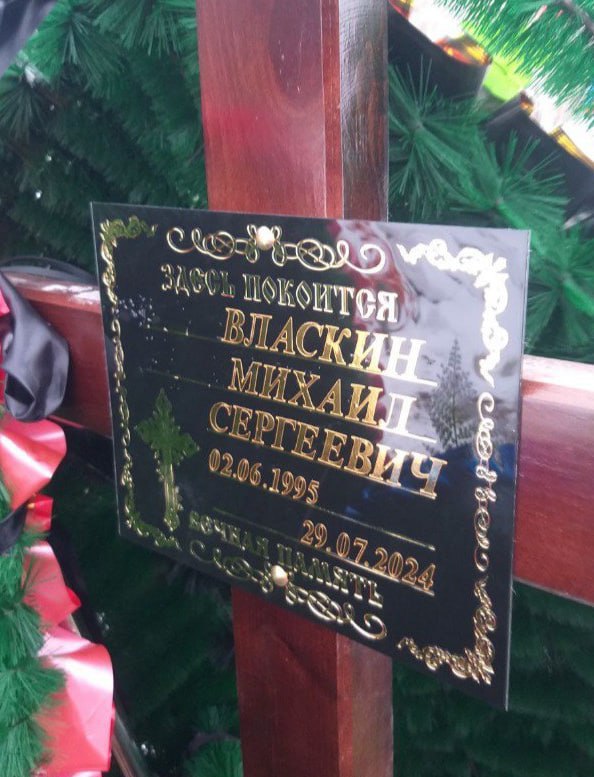 ЗДЕСЬ ПОКОИТСЯ
ВЛАСКИН
МИХАИЛ
СЕРГЕЕВИЧ
02.06.1995
29.07.2024
ВЕЧНАЯ ПАМЯТЬ